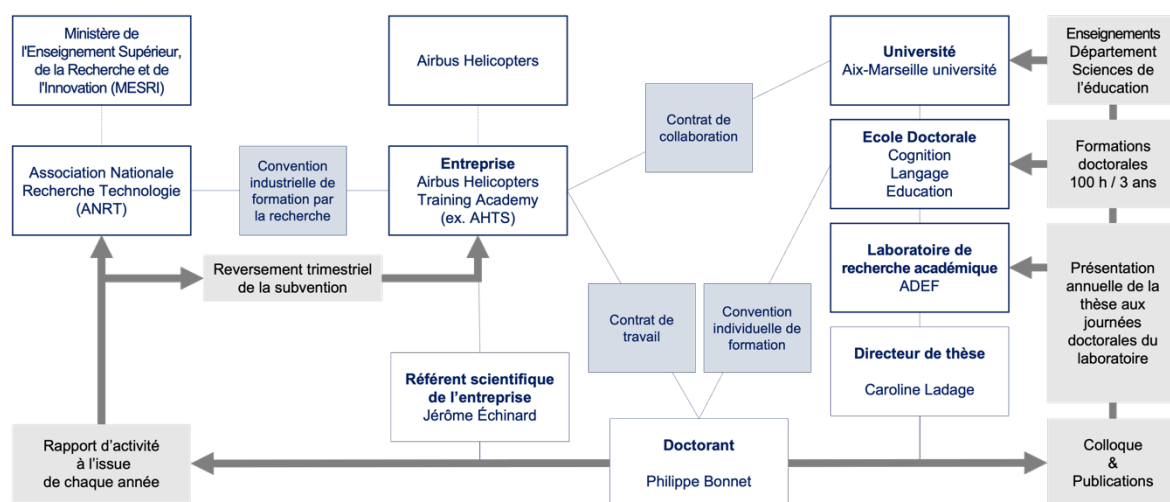 Ministère de
l'Enseignement Supérieur,
de la Recherche et de
l'Innovation (MESRI)
Airbus Helicopters
Université
Aix-Marseille université
Enseignements
Département
Sciences de
l’éducation
Contrat de
collaboration
Association Nationale
Recherche Technologie
(ANRT)
Convention
industrielle de
formation par
la recherche
Entreprise
Airbus Helicopters
Training Academy
(ex. AHTS)
Ecole Doctorale
Cognition
Langage
Education
Formations
doctorales
100 h / 3 ans
Reversement trimestriel
de la subvention
Laboratoire de
recherche académique
ADEF
Présentation
annuelle de la
thèse aux
journées
doctorales du
laboratoire
Contrat de
travail
Convention
individuelle de
formation
Référent scientifique
de l’entreprise
Jérôme Échinard
Directeur de thèse
Caroline Ladage
Rapport d’activité
à l’issue
de chaque année
Doctorant
Philippe Bonnet
Colloque
&
Publications